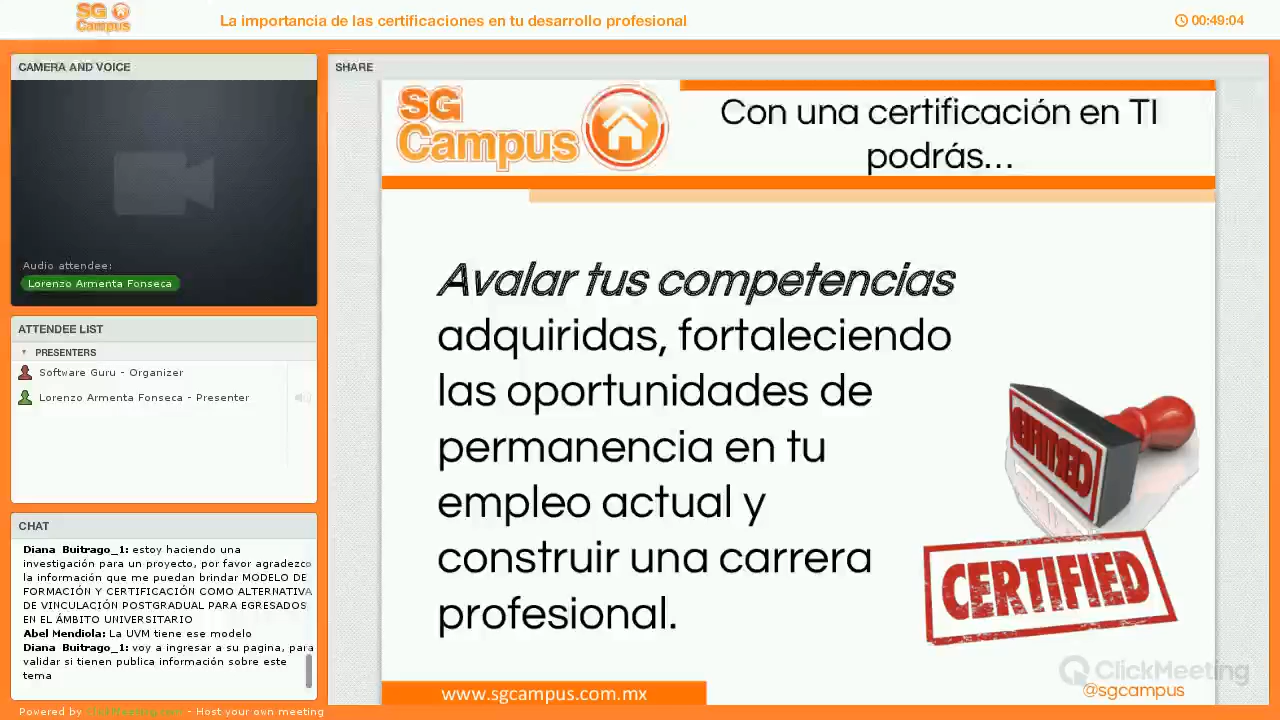 SG
Campus
La importancia de las certificaciones en tu desarrollo profesional
00:49:04
CAMERA AND VOICE
Audio attendee:
Lorenzo Armenta Fonseca
ATTENDEE LIST
PRESENTERS
Software Guru - Organizer
Lorenzo Armenta Fonseca - Presenter
CHAT
Diana Buitrago_1: estoy haciendo una
investigación para un proyecto, por favor agradezco
la información que me puedan brindar MODELO DE
FORMACIÓN Y CERTIFICACIÓN COMO ALTERNATIVA
DE VINCULACIÓN POSTGRADUAL PARA EGRESADOS
EN EL ÁMBITO UNIVERSITARIO
Abel Mendiola: La UVM tiene ese modelo
Diana Buitrago_1: voy a ingresar a su pagina, para
validar si tienen publica información sobre este
tema
Powered by ClickMeeting.com - Host your own meeting
SHARE
SG
Campus
Con una certificación en TI
podrás...
Avalar tus competencias
adquiridas, fortaleciendo
las oportunidades de
permanencia en tu
empleo actual y
construir una carrera
profesional.
CERTIFIED
CERTIFIED
ClickMeeting
www.sgcampus.com.mx
@sgcampus